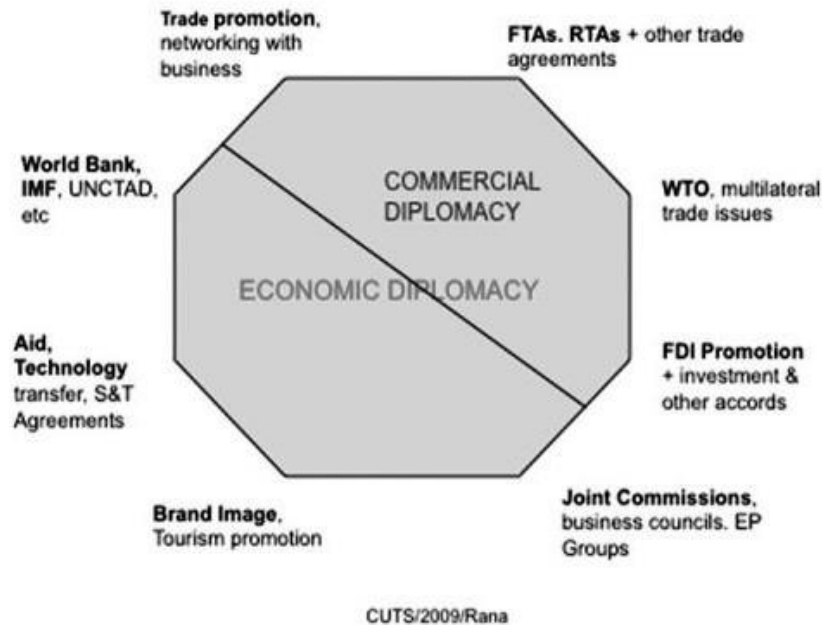 Trade promotion,
networking with
business
FTAs. RTAs + other trade
agreements
World Bank,
IMF, UNCTAD,
etc
COMMERCIAL
DIPLOMACY
WTO, multilateral
trade issues
ECONOMIC DIPLOMACY
Aid,
Technology
transfer, S&T
Agreements
FDI Promotion
+ investment &
other accords
Brand Image,
Tourism promotion
Joint Commissions,
business councils. EP
Groups
CUTS/2009/Rana